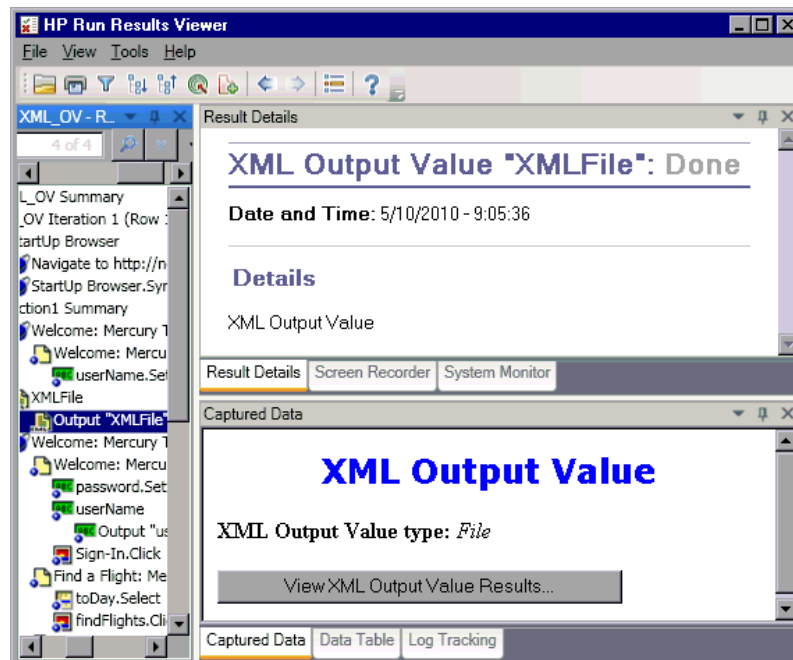 HP Run Results Viewer
File View Tools Help
XML_OV - R...
4 of 4
L_OV Summary
_OV Iteration 1 (Row 1
tartUp Browser
Navigate to http://n
StartUp Browser.Syn
ction1 Summary
Welcome: Mercury T
Welcome: Mercu
userName.Set
XMLFile
Output "XMLFile"
Welcome: Mercury T
Welcome: Mercu
password.Set
userName
Output "us
Sign-In.Click
Find a Flight: Me
toDay.Select
findFlights.Cli
Result Details
XML Output Value "XMLFile": Done
Date and Time: 5/10/2010 - 9:05:36
Details
XML Output Value
Result Details Screen Recorder System Monitor
Captured Data
XML Output Value
XML Output Value type: File
View XML Output Value Results...
Captured Data Data Table Log Tracking